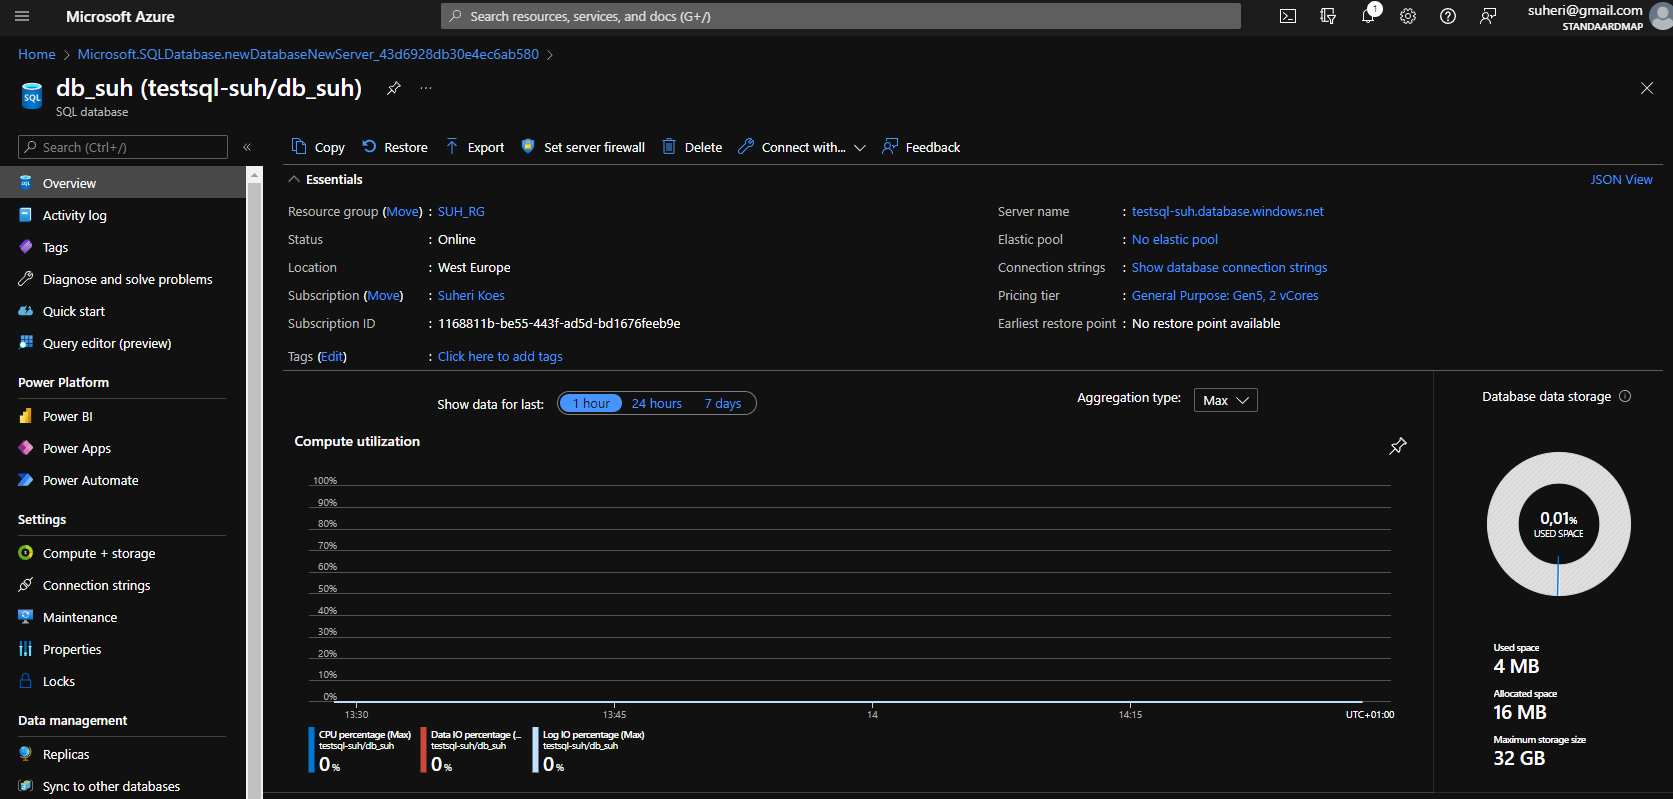 Microsoft Azure
Search resources, services, and docs (G+/)
1
suheri@gmail.com
STANDAARDMAP
Home > Microsoft.SQLDatabase.newDatabaseNewServer_43d6928db30e4ec6ab580 >
SQL
db_suh (testsql-suh/db_suh)
SQL database
Search (Ctrl+/)
Overview
Activity log
Tags
Diagnose and solve problems
Quick start
Query editor (preview)
Power Platform
Power BI
Power Apps
Power Automate
Settings
Compute + storage
Connection strings
Maintenance
Properties
Locks
Data management
Replicas
Sync to other databases
Copy Restore Export Set server firewall Delete Connect with... Feedback
Essentials
JSON View
Resource group (Move) : SUH_RG
Status : Online
Location : West Europe
Subscription (Move) : Suheri Koes
Subscription ID : 1168811b-be55-443f-ad5d-bd1676feeb9e
Tags (Edit) : Click here to add tags
Server name : testsql-suh.database.windows.net
Elastic pool : No elastic pool
Connection strings : Show database connection strings
Pricing tier : General Purpose: Gen5, 2 vCores
Earliest restore point : No restore point available
Show data for last: 1 hour 24 hours 7 days
Aggregation type: Max
Compute utilization
100%
90%
80%
70%
60%
50%
40%
30%
20%
10%
0%
13:30 13:45 14 14:15 UTC+01:00
CPU percentage (Max)
testsql-suh/db_suh
0 %
Data IO percentage (...
testsql-suh/db_suh
0 %
Log IO percentage (Max)
testsql-suh/db_suh
0 %
Database data storage
0,01%
USED SPACE
Used space
4 MB
Allocated space
16 MB
Maximum storage size
32 GB